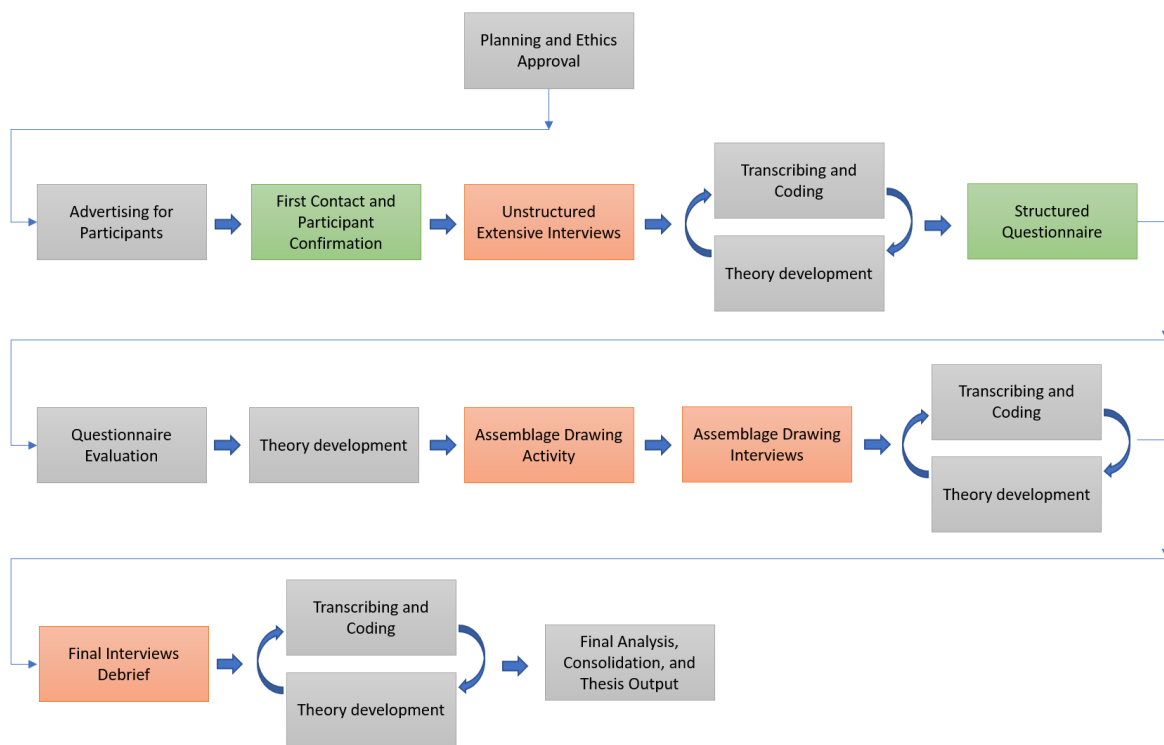 Planning and Ethics
Approval
Advertising for
Participants
First Contact and
Participant
Confirmation
Unstructured
Extensive Interviews
Transcribing and
Coding
Theory development
Structured
Questionnaire
Questionnaire
Evaluation
Theory development
Assemblage Drawing
Activity
Assemblage Drawing
Interviews
Transcribing and
Coding
Theory development
Final Interviews
Debrief
Transcribing and
Coding
Theory development
Final Analysis,
Consolidation, and
Thesis Output